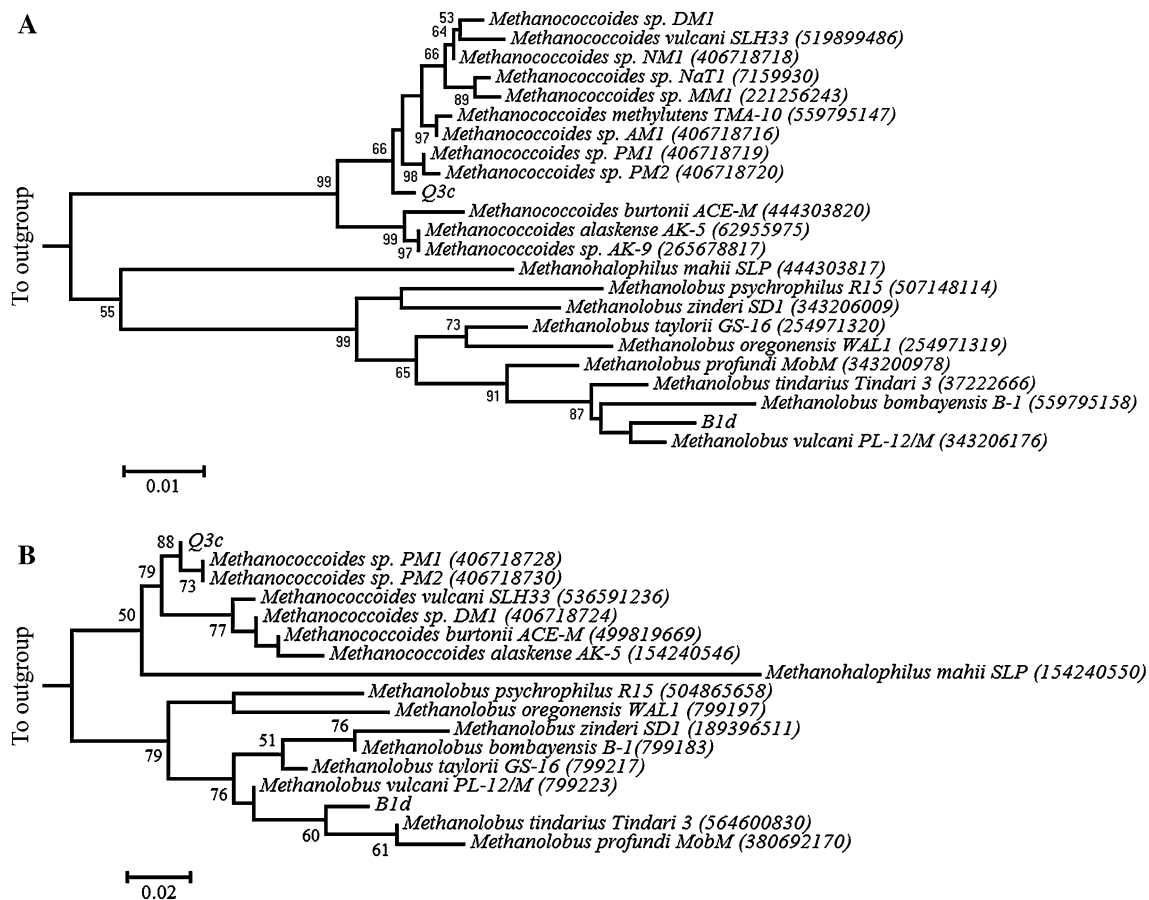 A
53
Methanococcoides sp. DM1
64
Methanococcoides vulcani SLH33 (519899486)
66
Methanococcoides sp. NM1 (406718718)
Methanococcoides sp. NaT1 (7159930)
89
Methanococcoides sp. MM1 (221256243)
Methanococcoides methylutens TMA-10 (559795147)
97
Methanococcoides sp. AM1 (406718716)
66
Methanococcoides sp. PM1 (406718719)
98
Methanococcoides sp. PM2 (406718720)
99
Q3c
Methanococcoides burtonii ACE-M (444303820)
99
Methanococcoides alaskense AK-5 (62955975)
97
Methanococcoides sp. AK-9 (265678817)
To outgroup
Methanohalophilus mahii SLP (444303817)
55
Methanolobus psychrophilus R15 (507148114)
Methanolobus zinderi SD1 (343206009)
99
73
Methanolobus taylorii GS-16 (254971320)
Methanolobus oregonensis WAL1 (254971319)
65
Methanolobus profundi MobM (343200978)
91
Methanolobus tindarius Tindari 3 (37222666)
87
Methanolobus bombayensis B-1 (559795158)
B1d
Methanolobus vulcani PL-12/M (343206176)
0.01
B
88
Q3c
Methanococcoides sp. PM1 (406718728)
79
73
Methanococcoides sp. PM2 (406718730)
Methanococcoides vulcani SLH33 (536591236)
50
77
Methanococcoides sp. DM1 (406718724)
Methanococcoides burtonii ACE-M (499819669)
Methanococcoides alaskense AK-5 (154240546)
Methanohalophilus mahii SLP (154240550)
To outgroup
Methanolobus psychrophilus R15 (504865658)
Methanolobus oregonensis WAL1 (799197)
79
76
Methanolobus zinderi SD1 (189396511)
51
Methanolobus bombayensis B-1(799183)
Methanolobus taylorii GS-16 (799217)
76
Methanolobus vulcani PL-12/M (799223)
B1d
60
Methanolobus tindarius Tindari 3 (564600830)
61
Methanolobus profundi MobM (380692170)
0.02